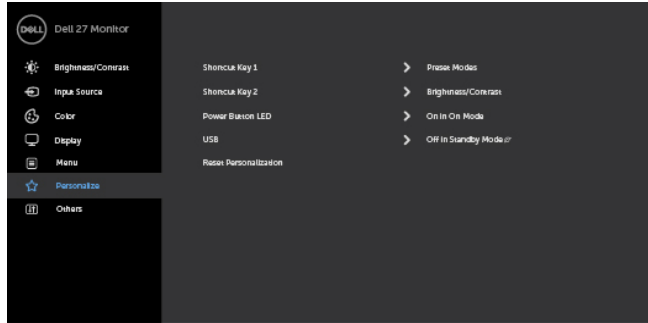 DELL Dell 27 Monitor
Brightness/Contrast Shortcut Key 1 Preset Modes
Input Source Shortcut Key 2 Brightness/Contrast
Color Power Button LED On in On Mode
Display USB Off in Standby Mode
Menu Reset Personalization
Personalize
Others